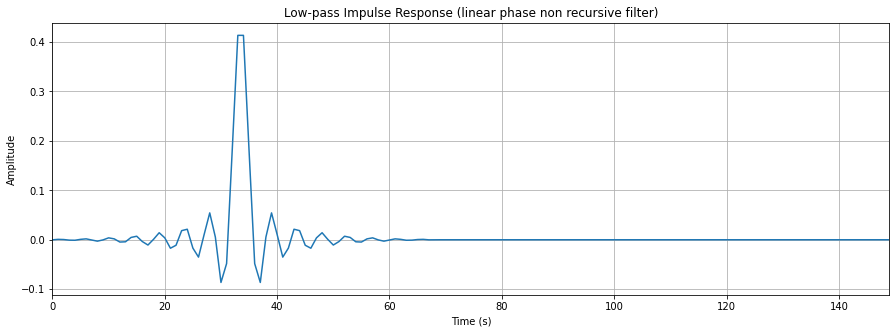 Low-pass Impulse Response (linear phase non recursive filter)
0.4
0.3
0.2
0.1
0.0
−0.1
Amplitude
0 20 40 60 80 100 120 140
Time (s)